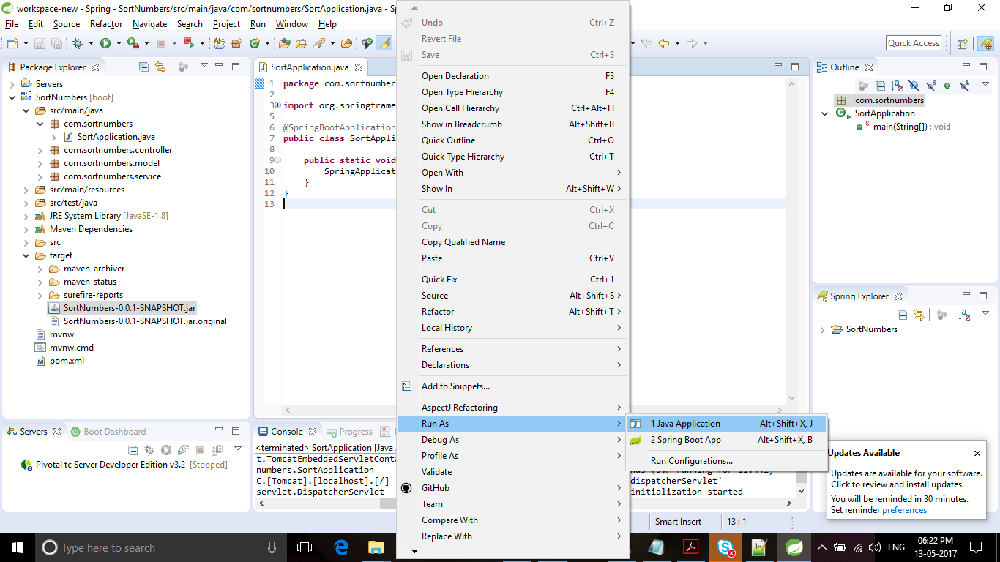 workspace-new - Spring - SortNumbers/src/main/java/com/sortnumbers/SortApplication.java - Sp
File Edit Source Refactor Navigate Search Project Run Window Help
Quick Access
Package Explorer
Servers
SortNumbers [boot]
src/main/java
com.sortnumbers
SortApplication.java
com.sortnumbers.controller
com.sortnumbers.model
com.sortnumbers.service
src/main/resources
src/test/java
JRE System Library [JavaSE-1.8]
Maven Dependencies
src
target
maven-archiver
maven-status
surefire-reports
SortNumbers-0.0.1-SNAPSHOT.jar
SortNumbers-0.0.1-SNAPSHOT.jar.original
mvnw
mvnw.cmd
pom.xml
SortApplication.java
1 package com.sortnumber
2
3 import org.springframe
5
6 @SpringBootApplication
7 public class SortAppli
8
9 public static void
10 SpringApplicat
11 }
12 }
13
Undo Ctrl+Z
Revert File
Save Ctrl+S
Open Declaration F3
Open Type Hierarchy F4
Open Call Hierarchy Ctrl+Alt+H
Show in Breadcrumb Alt+Shift+B
Quick Outline Ctrl+O
Quick Type Hierarchy Ctrl+T
Open With
Show In Alt+Shift+W
Cut Ctrl+X
Copy Ctrl+C
Copy Qualified Name
Paste Ctrl+V
Quick Fix Ctrl+1
Source Alt+Shift+S
Refactor Alt+Shift+T
Local History
References
Declarations
Add to Snippets...
AspectJ Refactoring
Run As
Debug As
Profile As
Validate
GitHub
Team
Compare With
Replace With
1 Java Application Alt+Shift+X, J
2 Spring Boot App Alt+Shift+X, B
Run Configurations...
Outline
com.sortnumbers
SortApplication
main(String[]) : void
Spring Explorer
SortNumbers
Servers
Boot Dashboard
Pivotal tc Server Developer Edition v3.2 [Stopped]
Console
Progress
<terminated> SortApplication [Java
t.TomcatEmbeddedServletConta
numbers.SortApplication
C.[Tomcat].[localhost].[/]
dispatcherServlet'
servlet.DispatcherServlet
initialization started
Updates Available
Updates are available for your software.
Click to review and install updates.
You will be reminded in 30 minutes.
Set reminder preferences
Smart Insert
13 : 1
Type here to search
ENG
06:22 PM
13-05-2017